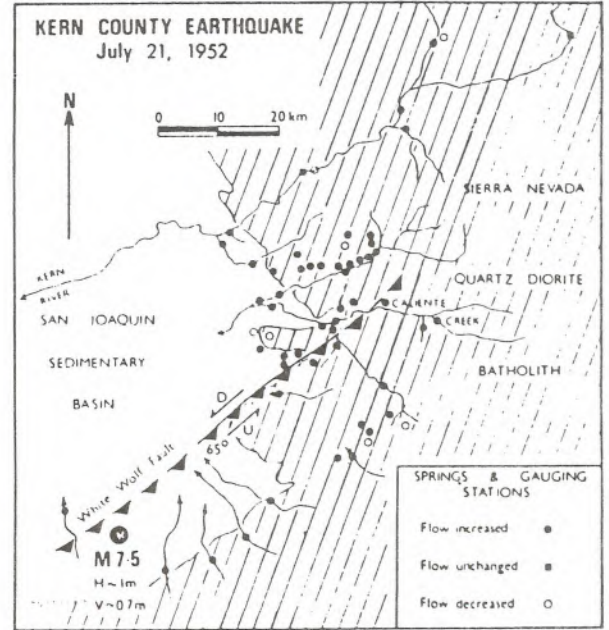 KERN COUNTY EARTHQUAKE
July 21, 1952
N
0 10 20 km
SIERRA NEVADA
KERN
RIVER
QUARTZ DIORITE
CALIENTE
CREEK
SAN JOAQUIN
SEDIMENTARY
BASIN
BATHOLITH
D
U
65°
White Wolf Fault
M 7·5
H ~ 1m
V ~ 0.7m
SPRINGS & GAUGING
STATIONS
Flow increased
Flow unchanged
Flow decreased